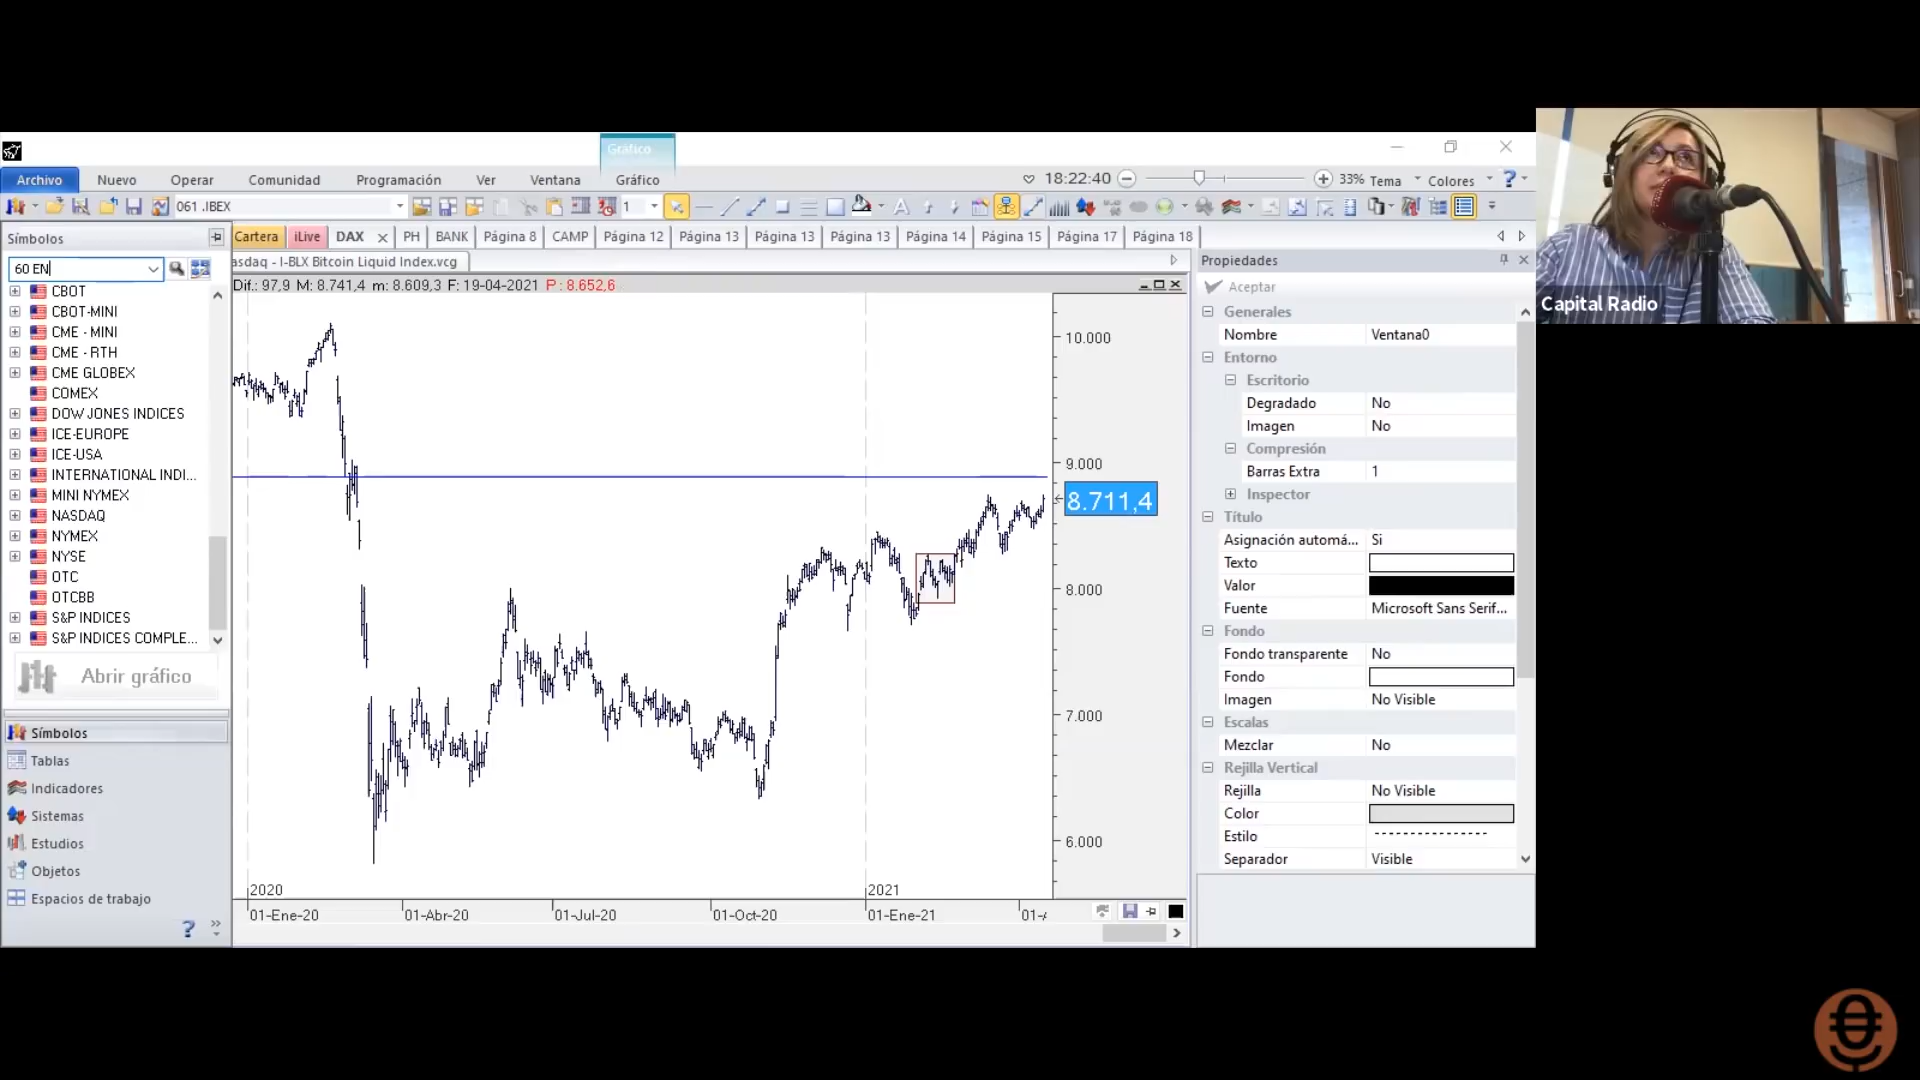 Gráfico
Archivo Nuevo Operar Comunidad Programación Ver Ventana Gráfico 18:22:40 33% Tema Colores ?
061 .IBEX 1
Símbolos
Cartera iLive DAX PH BANK Página 8 CAMP Página 12 Página 13 Página 13 Página 13 Página 14 Página 15 Página 17 Página 18
60 EN
asdaq - I-BLX Bitcoin Liquid Index.vcg
Dif.: 97,9 M: 8.741,4 m: 8.609,3 F: 19-04-2021 P: 8.652,6
CBOT
CBOT-MINI
CME - MINI
CME - RTH
CME GLOBEX
COMEX
DOW JONES INDICES
ICE-EUROPE
ICE-USA
INTERNATIONAL INDI...
MINI NYMEX
NASDAQ
NYMEX
NYSE
OTC
OTCBB
S&P INDICES
S&P INDICES COMPLE...
Abrir gráfico
Símbolos
Tablas
Indicadores
Sistemas
Estudios
Objetos
Espacios de trabajo
?
10.000
9.000
8.711,4
8.000
7.000
6.000
2020 2021
01-Ene-20 01-Abr-20 01-Jul-20 01-Oct-20 01-Ene-21
Propiedades
Aceptar
Generales
Nombre Ventana0
Entorno
Escritorio
Degradado No
Imagen No
Compresión
Barras Extra 1
Inspector
Título
Asignación automá... Si
Texto
Valor
Fuente Microsoft Sans Serif...
Fondo
Fondo transparente No
Fondo
Imagen No Visible
Escalas
Mezclar No
Rejilla Vertical
Rejilla No Visible
Color
Estilo
Separador Visible
Capital Radio